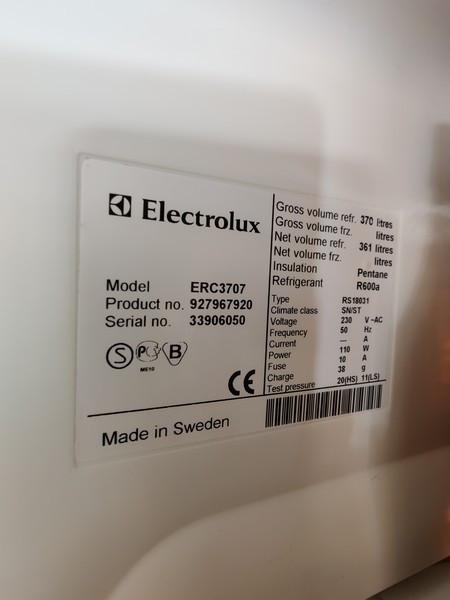 Electrolux
Model ERC3707
Product no. 927967920
Serial no. 33906050
ME10
CE
Made in Sweden
Gross volume refr. 370 litres
Gross volume frz. litres
Net volume refr. 361 litres
Net volume frz. litres
Insulation Pentane
Refrigerant R600a
Type RS18031
Climate class SN/ST
Voltage 230 V ~AC
Frequency 50 Hz
Current --- A
Power 110 W
Fuse 10 A
Charge 38 g
Test pressure 20(HS) 11(LS)